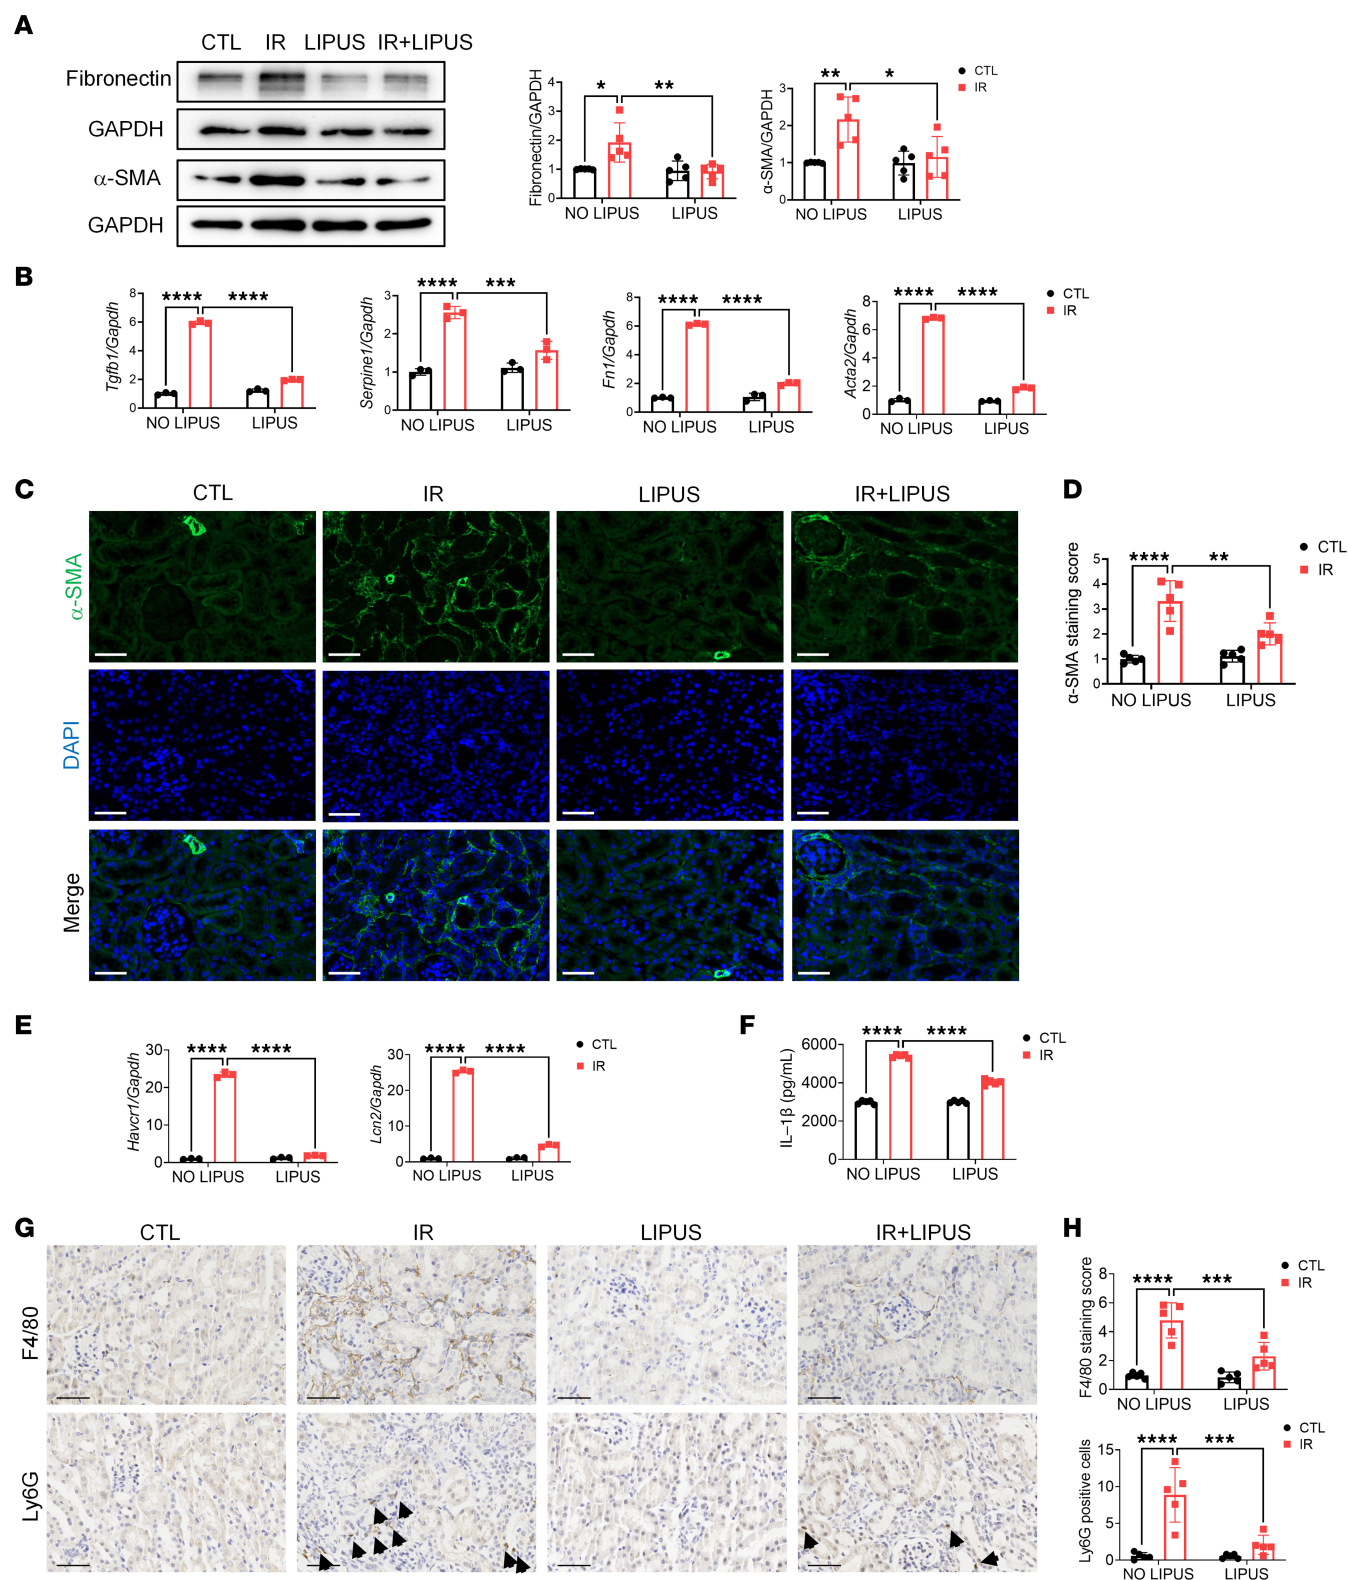 A
CTL IR LIPUS IR+LIPUS
Fibronectin
GAPDH
α-SMA
GAPDH
Fibronectin/GAPDH
4
3
2
1
0
* **
NO LIPUS LIPUS
α-SMA/GAPDH
3
2
1
0
** *
NO LIPUS LIPUS
CTL
IR
B
Tgfb1/Gapdh
8
6
4
2
0
**** ****
NO LIPUS LIPUS
Serpine1/Gapdh
3
2
1
0
**** ***
NO LIPUS LIPUS
Fn1/Gapdh
8
6
4
2
0
**** ****
NO LIPUS LIPUS
Acta2/Gapdh
8
6
4
2
0
**** ****
NO LIPUS LIPUS
CTL
IR
C
CTL IR LIPUS IR+LIPUS
α-SMA
DAPI
Merge
D
α-SMA staining score
5
4
3
2
1
0
**** **
NO LIPUS LIPUS
CTL
IR
E
Havcr1/Gapdh
30
20
10
0
**** ****
NO LIPUS LIPUS
Lcn2/Gapdh
30
20
10
0
**** ****
NO LIPUS LIPUS
CTL
IR
F
IL–1β (pg/mL)
6000
4000
2000
0
**** ****
NO LIPUS LIPUS
CTL
IR
G
CTL IR LIPUS IR+LIPUS
F4/80
Ly6G
H
F4/80 staining score
8
6
4
2
0
**** ***
NO LIPUS LIPUS
CTL
IR
Ly6G positive cells
15
10
5
0
**** ***
NO LIPUS LIPUS
CTL
IR